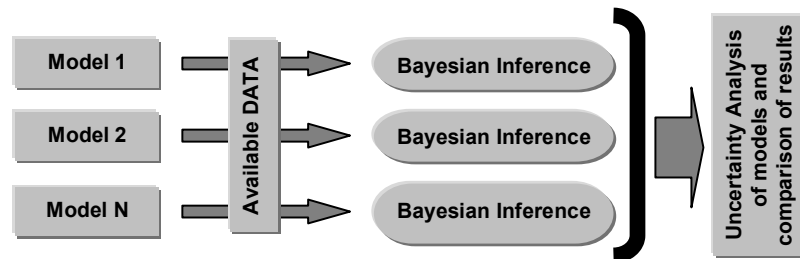 Model 1
Available DATA
Bayesian Inference
Model 2
Bayesian Inference
Model N
Bayesian Inference
Uncertainty Analysis
of models and
comparison of results